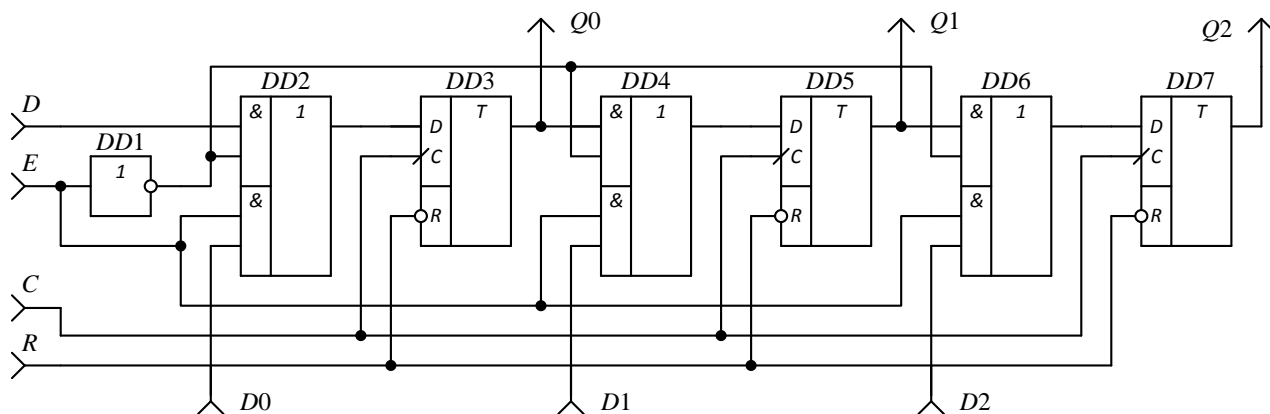 Q0 Q1 Q2
DD2 DD3 DD4 DD5 DD6 DD7
D & 1 D T & 1 D T & 1 D T
DD1
E 1 C C C
& R & R & R
C
R
D0 D1 D2